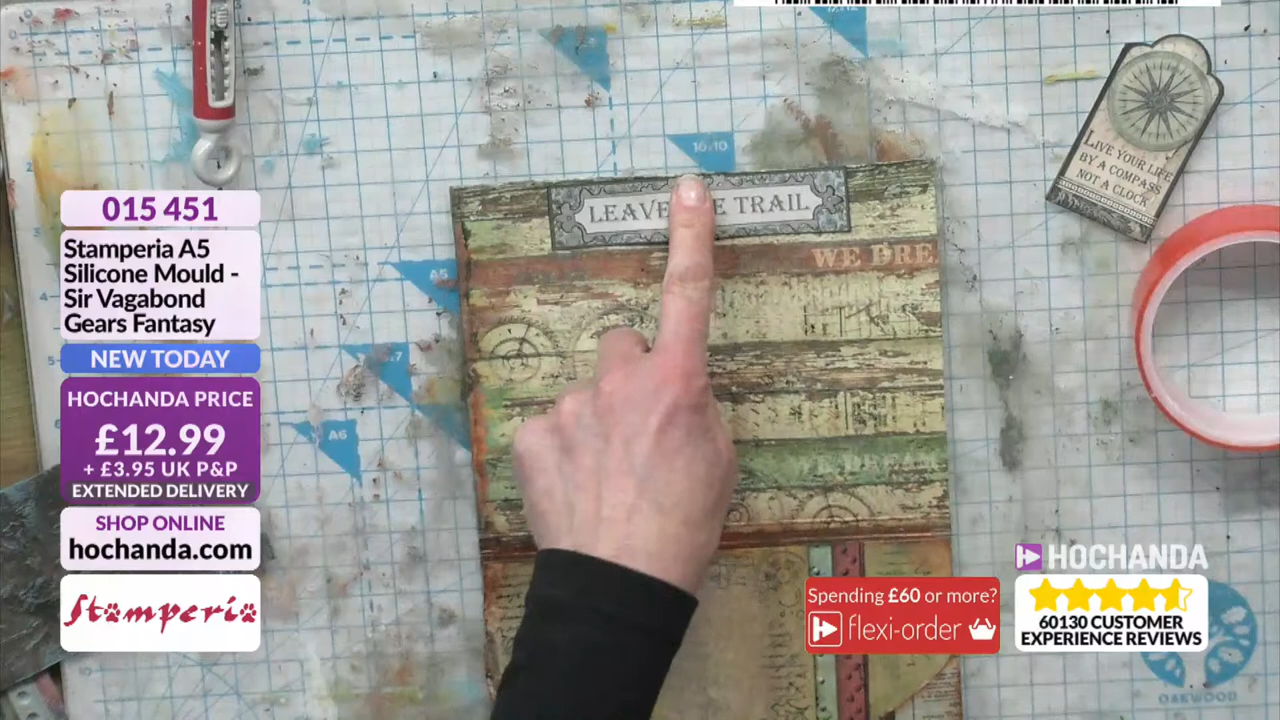 015 451
Stamperia A5
Silicone Mould -
Sir Vagabond
Gears Fantasy
NEW TODAY
HOCHANDA PRICE
£12.99
+ £3.95 UK P&P
EXTENDED DELIVERY
SHOP ONLINE
hochanda.com
Stamperia
10*10
A5
A6
LEAVE TRAIL
WE DRE
LIVE YOUR LIFE
BY A COMPASS
NOT A CLOCK
Spending £60 or more?
flexi-order
HOCHANDA
60130 CUSTOMER
EXPERIENCE REVIEWS
OAKWOOD